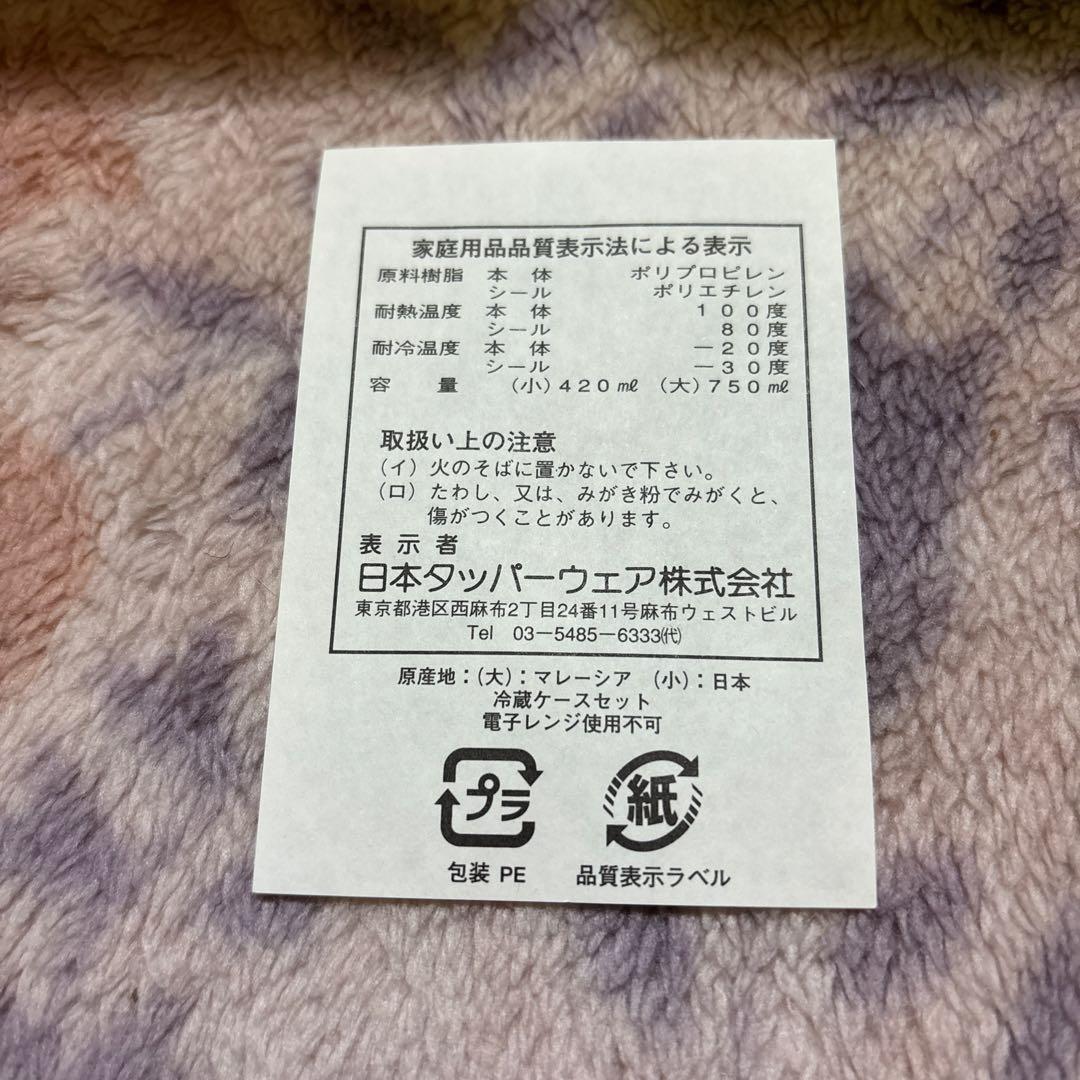 家庭用品品質表示法による表示
原料樹脂 本 体 ポリプロピレン
シール ポリエチレン
耐熱温度 本 体 １００度
シール ８０度
耐冷温度 本 体 －２０度
シール －３０度
容 量 （小）４２０㎖ （大）７５０㎖
取扱い上の注意
（イ）火のそばに置かないで下さい。
（ロ）たわし、又は、みがき粉でみがくと、
傷がつくことがあります。
表 示 者
日本タッパーウェア株式会社
東京都港区西麻布2丁目24番11号麻布ウェストビル
Tel 03－5485－6333㈹
原産地：（大）：マレーシア （小）：日本
冷蔵ケースセット
電子レンジ使用不可
プラ 紙
包装 PE 品質表示ラベル